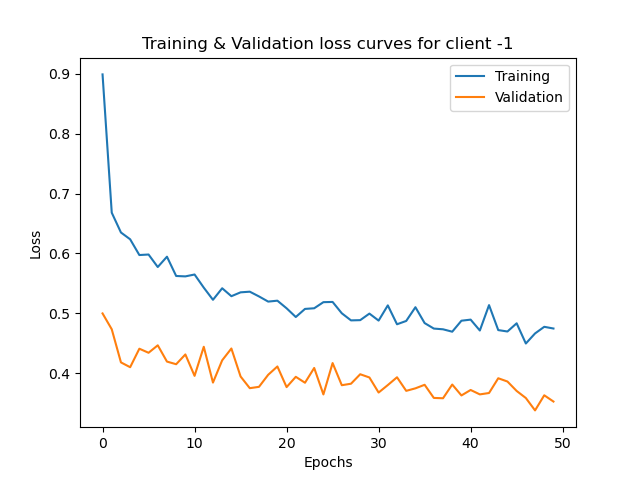 Training & Validation loss curves for client -1
Training
Validation
Loss
0.9
0.8
0.7
0.6
0.5
0.4
0
10
20
30
40
50
Epochs